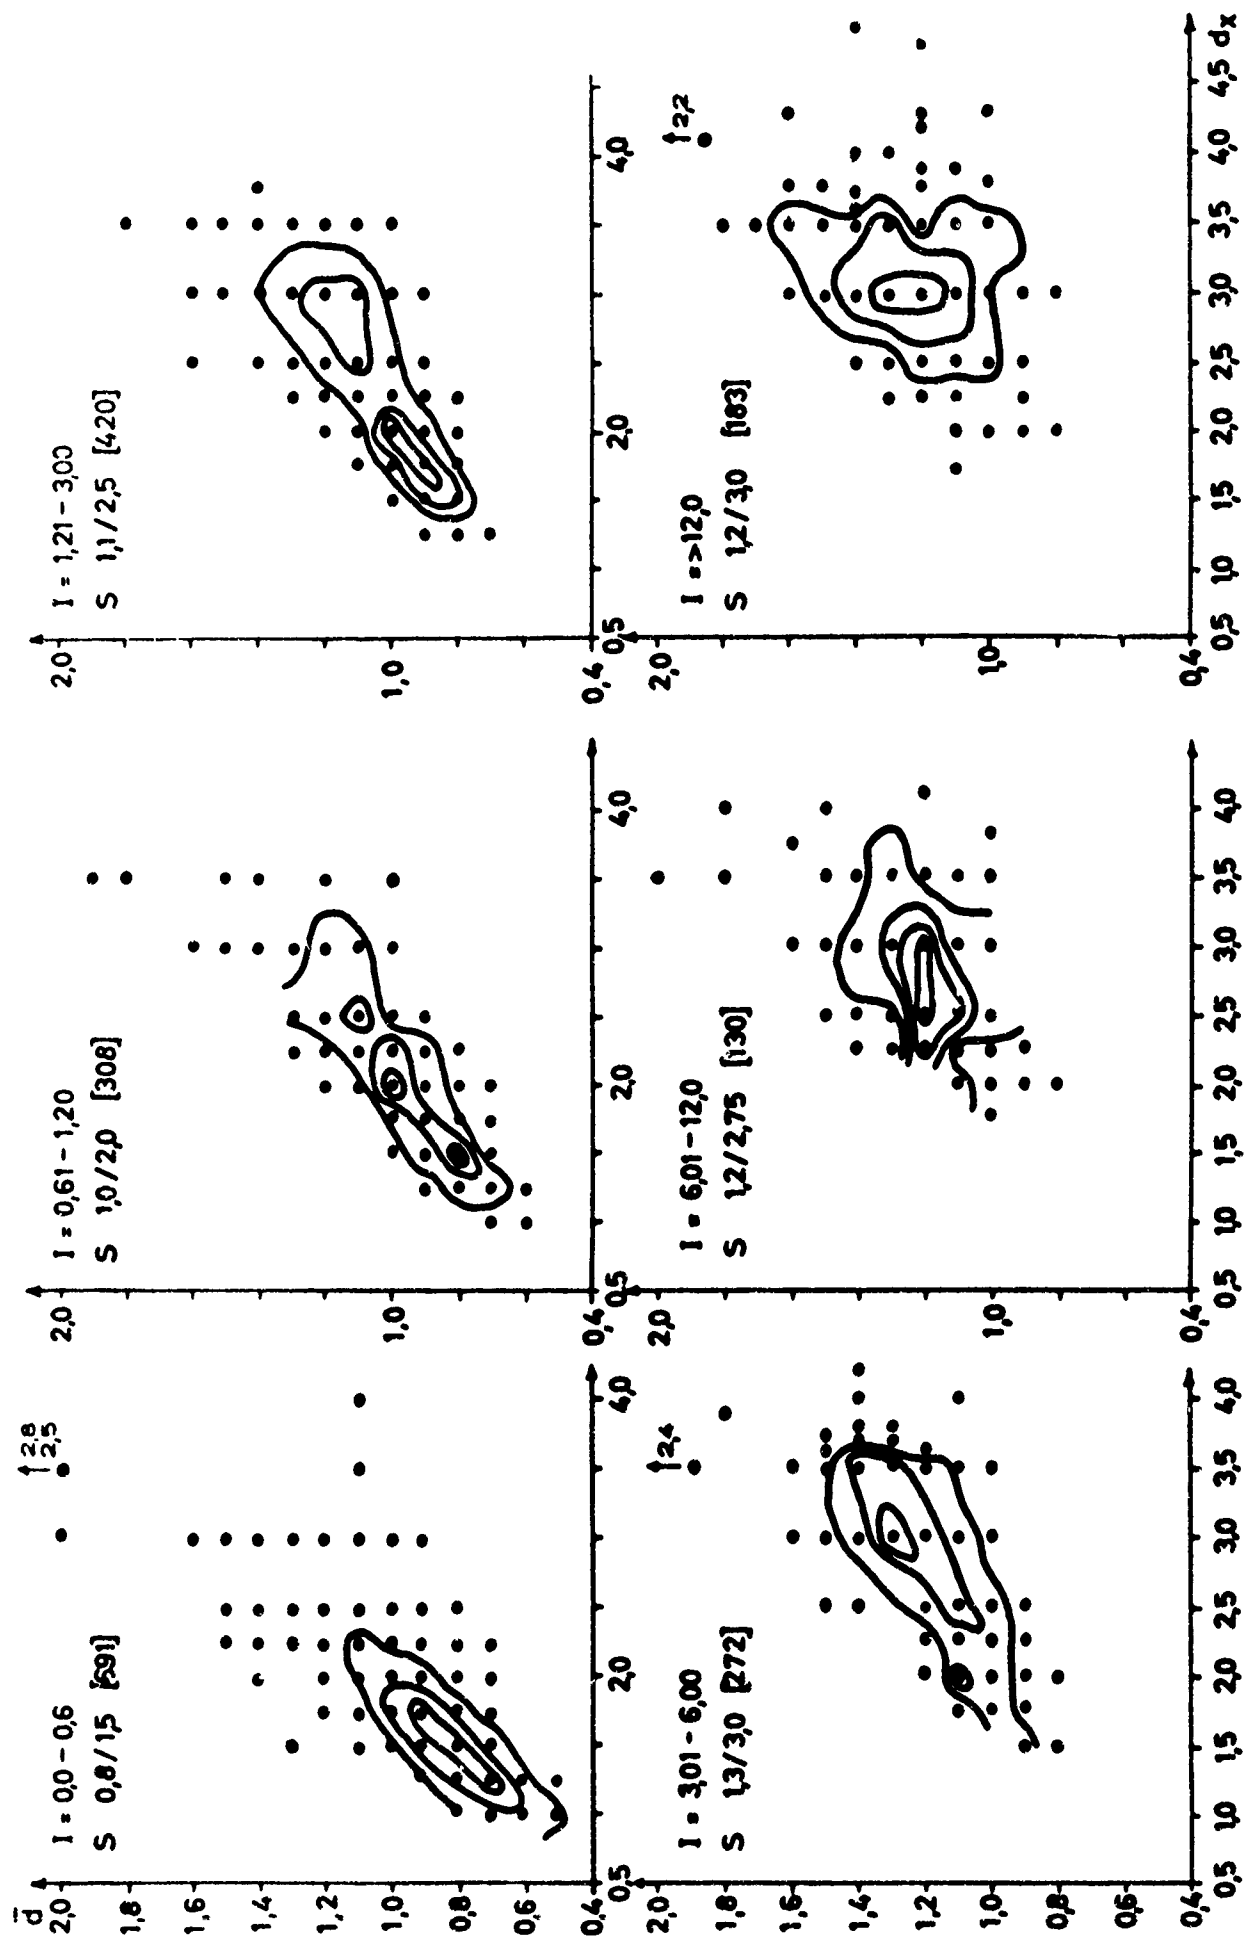 d̄
2,0
1,8
1,6
1,4
1,2
1,0
0,8
0,6
0,4
I = 0,0 – 0,6
S 0,8/1,5 [591]
↑2,8
2,5
0,5
2,0
4,0
2,0
1,0
0,4
I = 0,61 – 1,20
S 1,0/2,0 [308]
0,5
2,0
4,0
2,0
1,0
0,4
I = 1,21 – 3,00
S 1,1/2,5 [420]
0,5
2,0
4,0
2,0
1,8
1,6
1,4
1,2
1,0
0,8
0,6
0,4
I = 3,01 – 6,00
S 1,3/3,0 [272]
↑2,4
0,5 1,0 1,5 2,0 2,5 3,0 3,5 4,0
2,0
1,0
0,4
I = 6,01 – 12,0
S 1,2/2,75 [130]
0,5 1,0 1,5 2,0 2,5 3,0 3,5 4,0
2,0
1,0
0,4
I = >12,0
S 1,2/3,0 [183]
↑2,2
0,5 1,0 1,5 2,0 2,5 3,0 3,5 4,0 4,5 dx